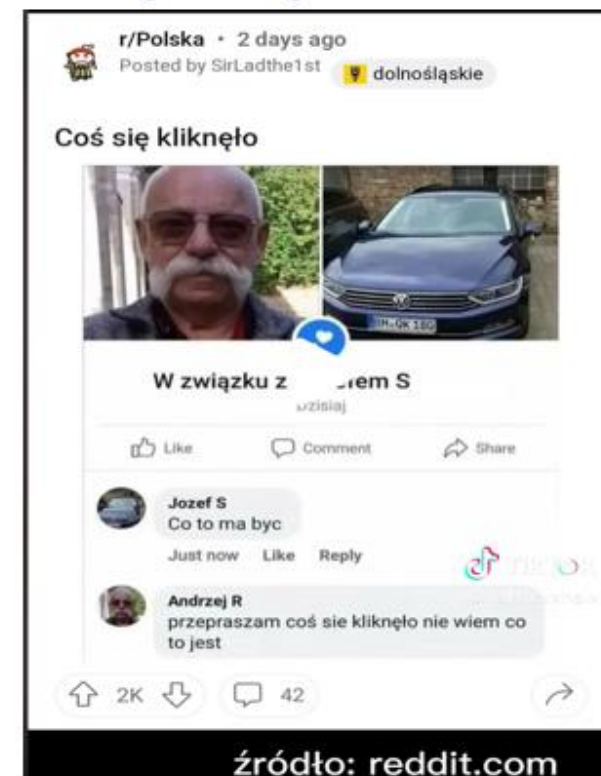 r/Polska • 2 days ago
Posted by SirLadthe1st dolnośląskie
Coś się kliknęło
W związku z S
Dzisiaj
Like Comment Share
Jozef S
Co to ma byc
Just now Like Reply
Andrzej R
przepraszam coś sie kliknęło nie wiem co
to jest
2K 42
źródło: reddit.com